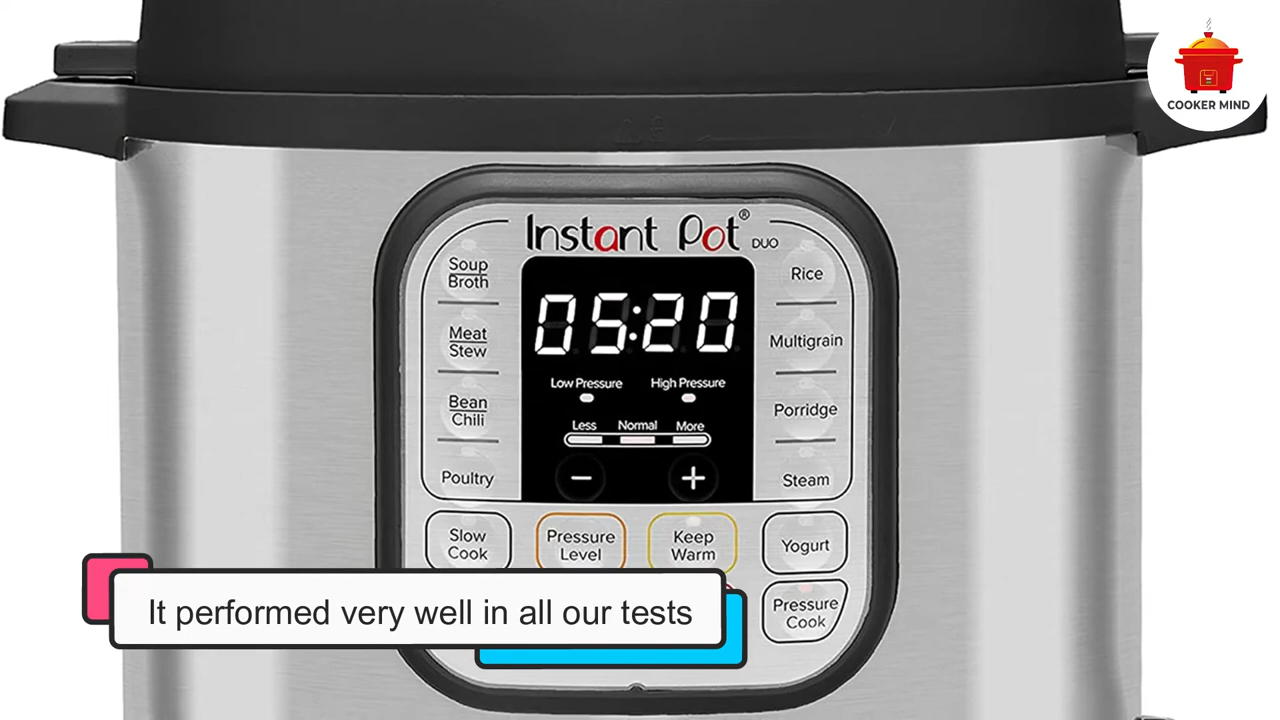 COOKER MIND
Instant Pot® DUO
Soup
Broth
Meat
Stew
Bean
Chili
Poultry
05:20
Low Pressure High Pressure
Less Normal More
− +
Rice
Multigrain
Porridge
Steam
Slow
Cook
Pressure
Level
Keep
Warm
Yogurt
Pressure
Cook
It performed very well in all our tests